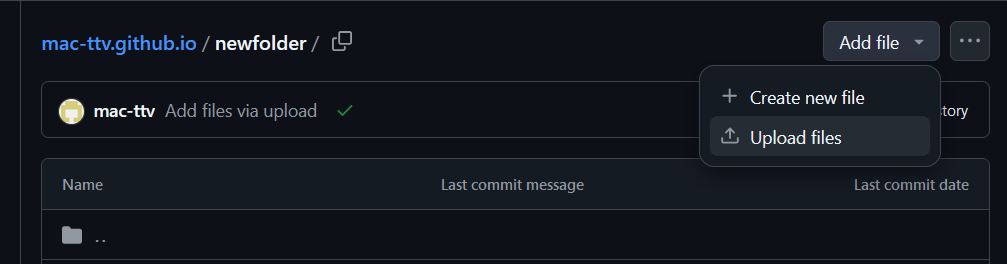 mac-ttv.github.io / newfolder /
Add file
Create new file
mac-ttv Add files via upload
story
Upload files
Name Last commit message Last commit date
..